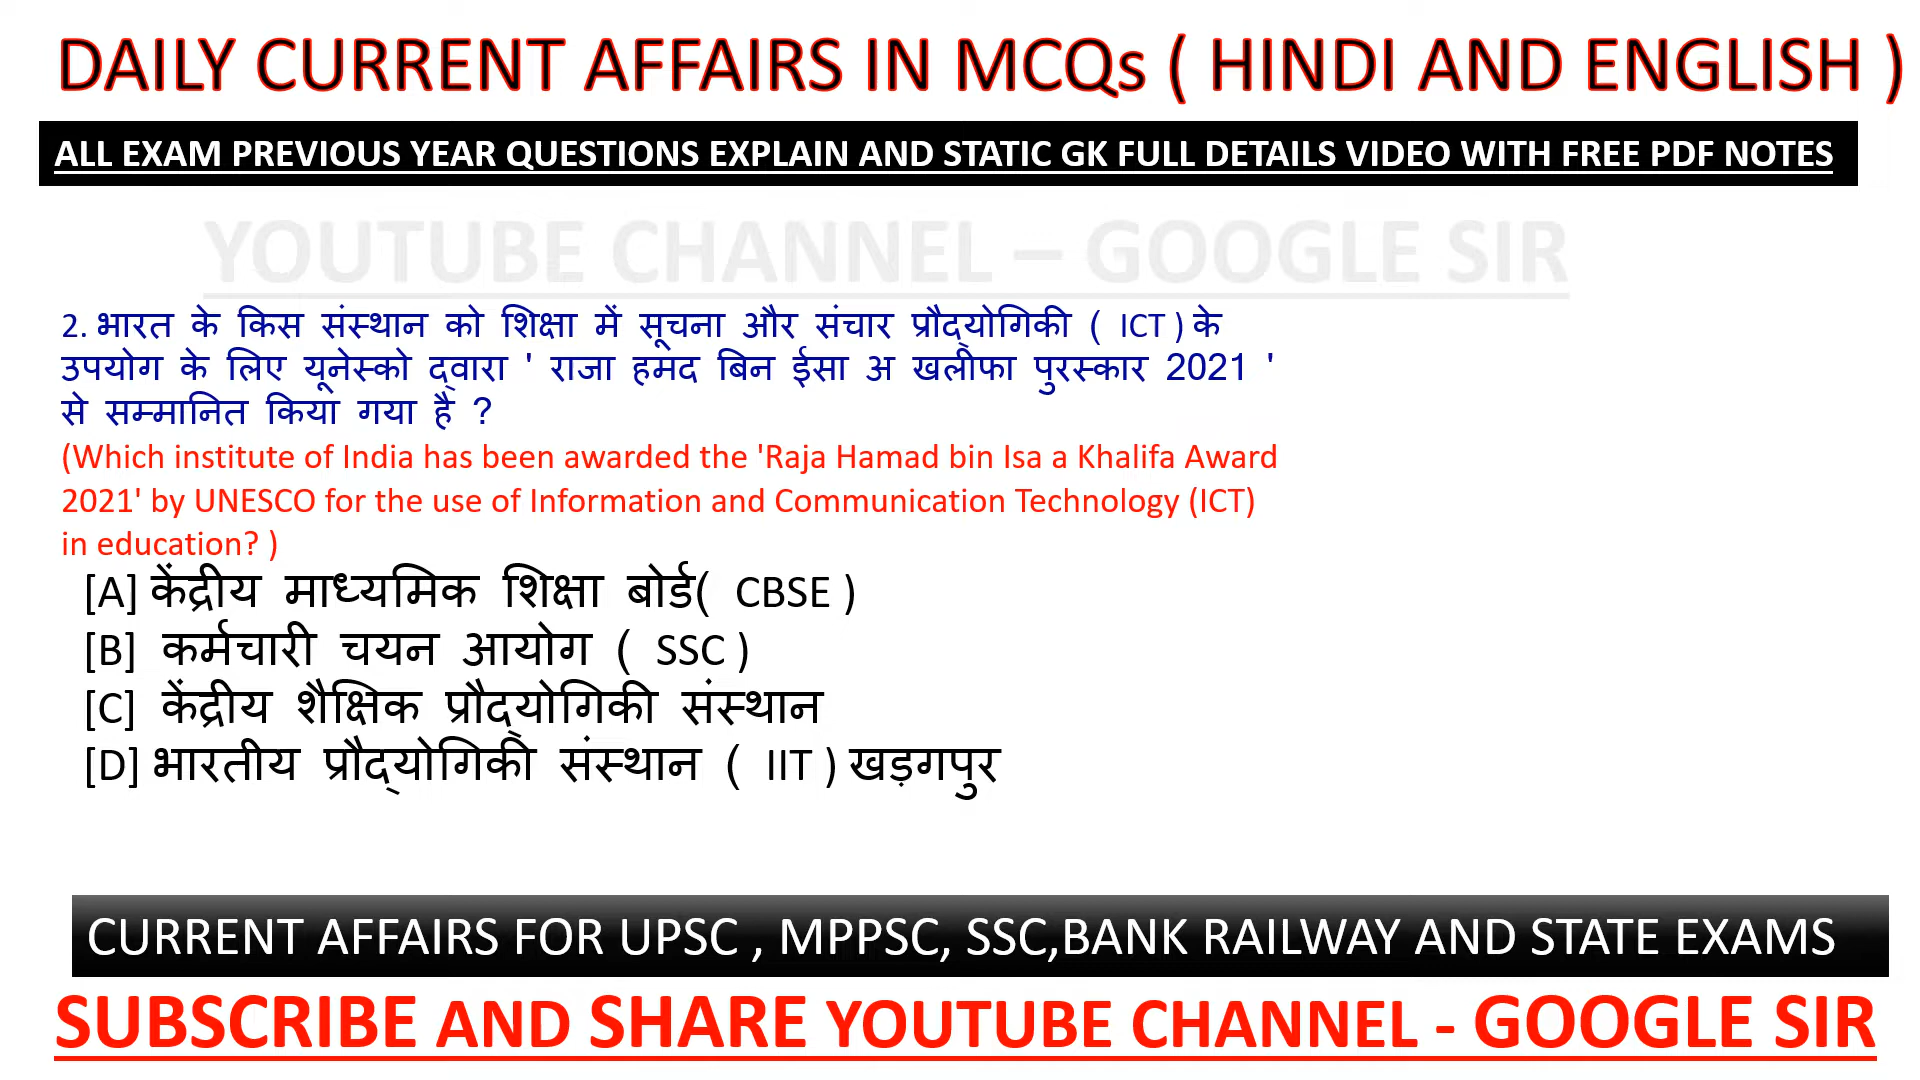 DAILY CURRENT AFFAIRS IN MCQs ( HINDI AND ENGLISH )
ALL EXAM PREVIOUS YEAR QUESTIONS EXPLAIN AND STATIC GK FULL DETAILS VIDEO WITH FREE PDF NOTES
YOUTUBE CHANNEL – GOOGLE SIR
2. भारत के किस संस्थान को शिक्षा में सूचना और संचार प्रौद्योगिकी ( ICT ) के
उपयोग के लिए यूनेस्को द्वारा ' राजा हमद बिन ईसा अ खलीफा पुरस्कार 2021 '
से सम्मानित किया गया है ?
(Which institute of India has been awarded the 'Raja Hamad bin Isa a Khalifa Award
2021' by UNESCO for the use of Information and Communication Technology (ICT)
in education? )
[A] केंद्रीय माध्यमिक शिक्षा बोर्ड( CBSE )
[B] कर्मचारी चयन आयोग ( SSC )
[C] केंद्रीय शैक्षिक प्रौद्योगिकी संस्थान
[D] भारतीय प्रौद्योगिकी संस्थान ( IIT ) खड़गपुर
CURRENT AFFAIRS FOR UPSC , MPPSC, SSC,BANK RAILWAY AND STATE EXAMS
SUBSCRIBE AND SHARE YOUTUBE CHANNEL - GOOGLE SIR